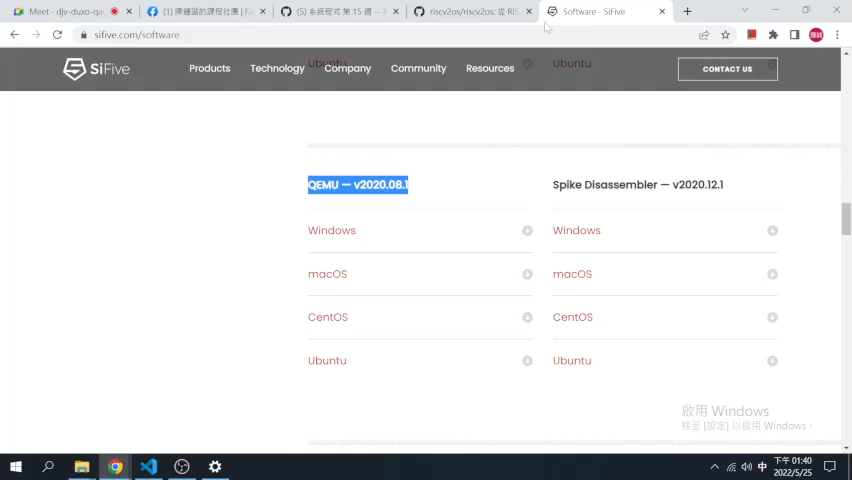 Meet - djv-duxo-qa
(1) 陳鍾誠的課程社團 | Fa
(5) 系統程式 第 15 週 --
riscv2os/riscv2os: 從 RIS
Software - SiFive
sifive.com/software
SiFive
Products
Technology
Company
Community
Resources
CONTACT US
Ubuntu
Ubuntu
QEMU — v2020.08.1
Spike Disassembler — v2020.12.1
Windows
Windows
macOS
macOS
CentOS
CentOS
Ubuntu
Ubuntu
啟用 Windows
移至 [設定] 以啟用 Windows。
中
下午 01:40
2022/5/25